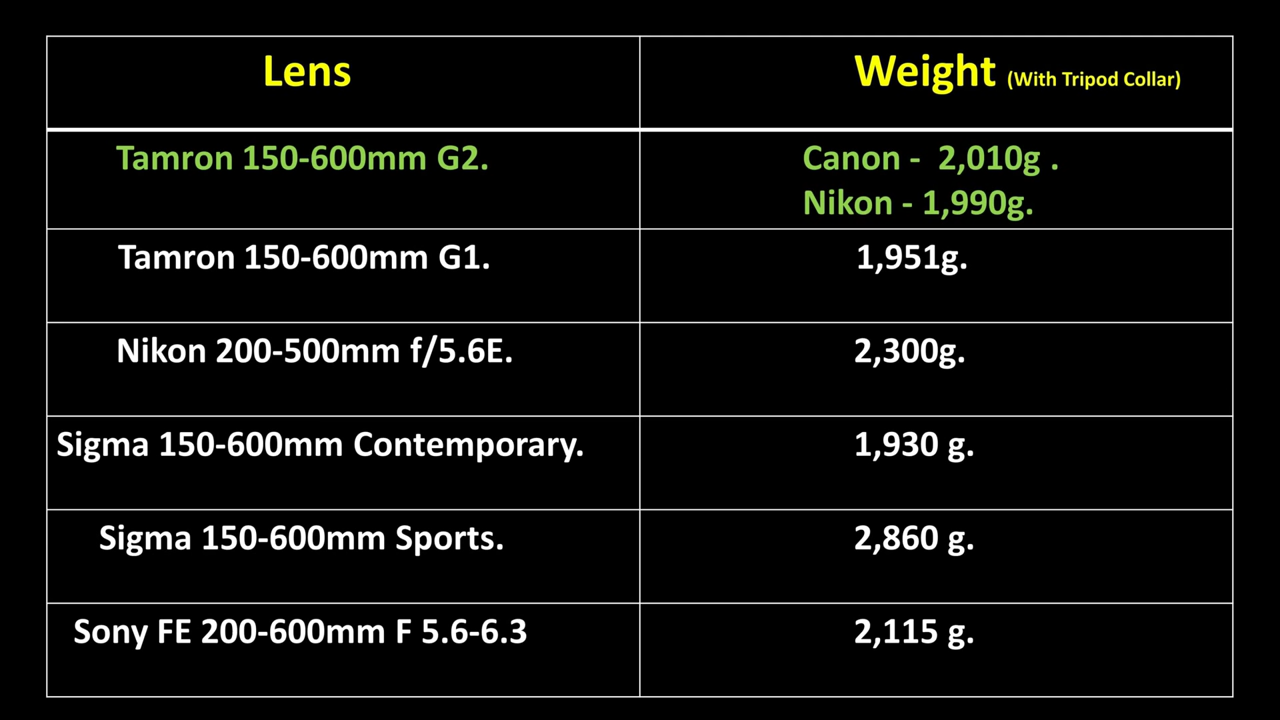 Lens
Weight (With Tripod Collar)
Tamron 150-600mm G2.
Canon -  2,010g .
Nikon - 1,990g.
Tamron 150-600mm G1.
1,951g.
Nikon 200-500mm f/5.6E.
2,300g.
Sigma 150-600mm Contemporary.
1,930 g.
Sigma 150-600mm Sports.
2,860 g.
Sony FE 200-600mm F 5.6-6.3
2,115 g.